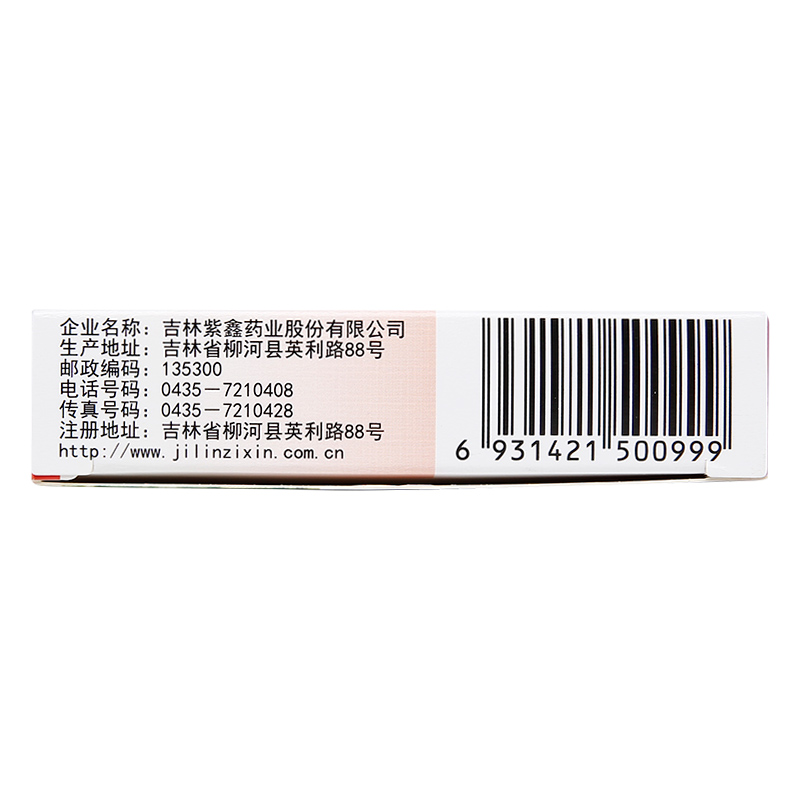 企业名称：吉林紫鑫药业股份有限公司
生产地址：吉林省柳河县英利路88号
邮政编码：135300
电话号码：0435－7210408
传真号码：0435－7210428
注册地址：吉林省柳河县英利路88号
http://www.jilinzixin.com.cn
6 931421 500999